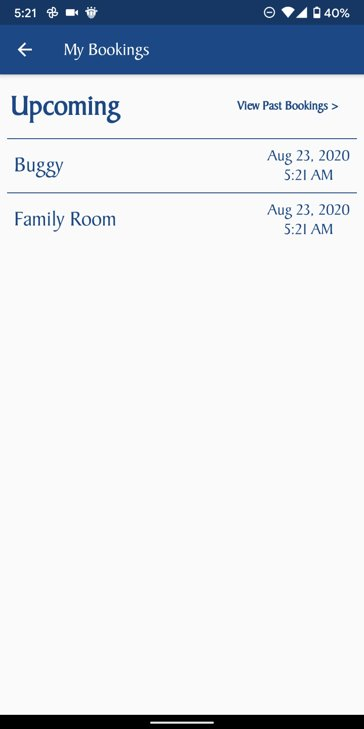 5:21 40%
My Bookings
Upcoming View Past Bookings >
Buggy Aug 23, 2020
5:21 AM
Family Room Aug 23, 2020
5:21 AM